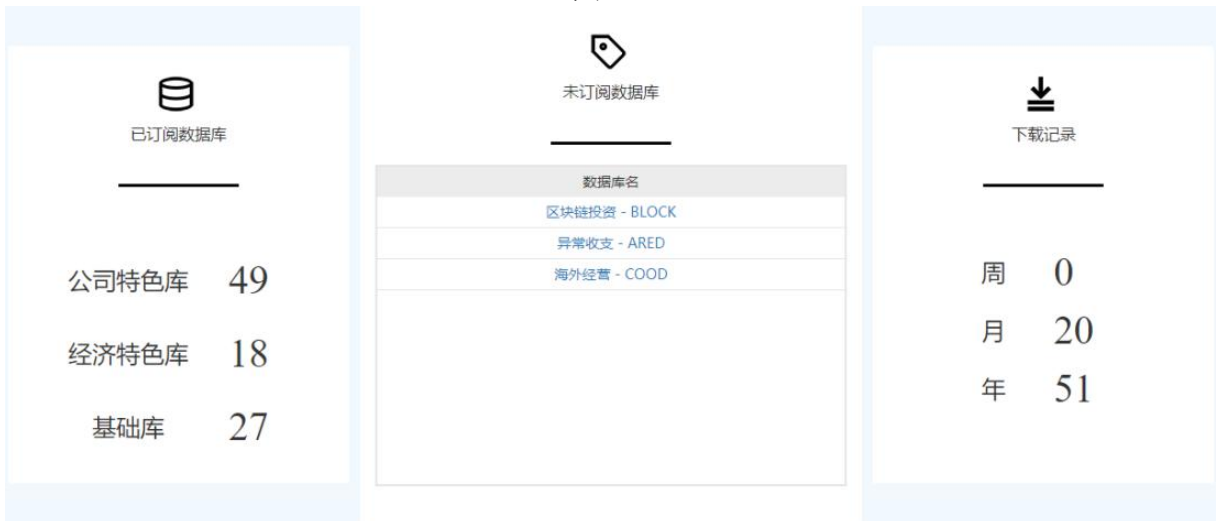 已订阅数据库
公司特色库 49
经济特色库 18
基础库 27
未订阅数据库
数据库名
区块链投资 - BLOCK
异常收支 - ARED
海外经营 - COOD
下载记录
周 0
月 20
年 51